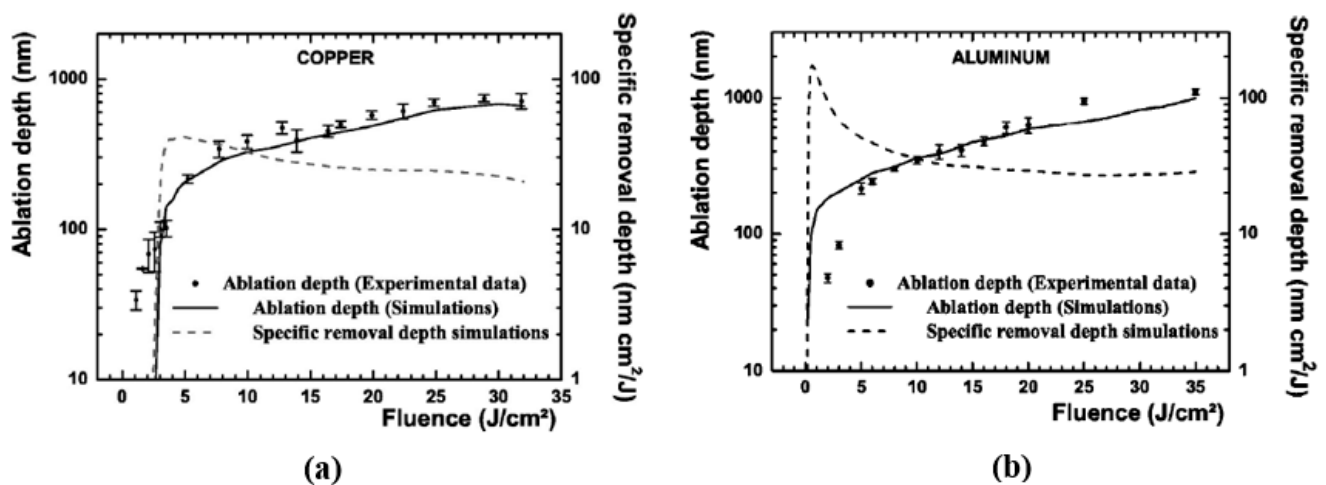 COPPER
Ablation depth (nm)
1000
100
10
Specific removal depth (nm cm²/J)
100
10
1
Ablation depth (Experimental data)
Ablation depth (Simulations)
Specific removal depth simulations
0 5 10 15 20 25 30 35
Fluence (J/cm²)
(a)
ALUMINUM
Ablation depth (nm)
1000
100
10
Specific removal depth (nm cm²/J)
100
10
1
Ablation depth (Experimental data)
Ablation depth (Simulations)
Specific removal depth simulations
0 5 10 15 20 25 30 35
Fluence (J/cm²)
(b)